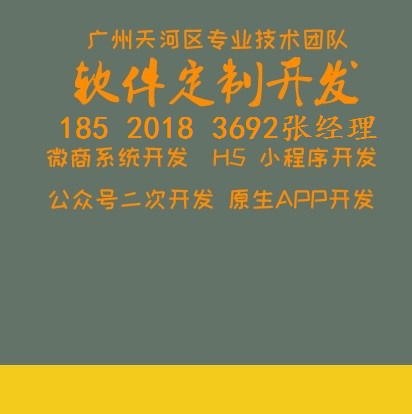 广州天河区专业技术团队
软件定制开发
185 2018 3692张经理
微商系统开发 H5 小程序开发
公众号二次开发 原生APP开发